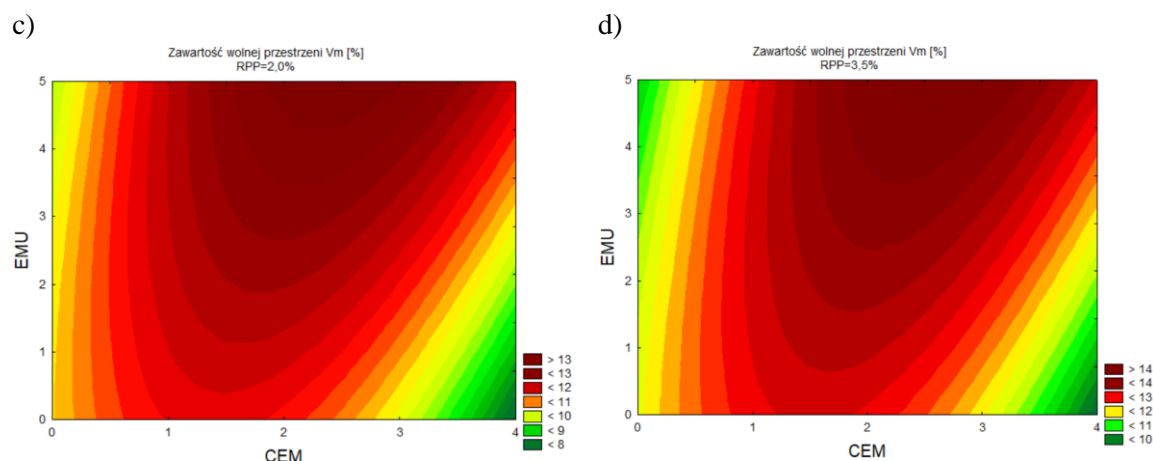 c)
Zawartość wolnej przestrzeni Vm [%]
RPP=2,0%
5
4
3
2
1
0
EMU
0 1 2 3 4
CEM
> 13
< 13
< 12
< 11
< 10
< 9
< 8
d)
Zawartość wolnej przestrzeni Vm [%]
RPP=3,5%
5
4
3
2
1
0
EMU
0 1 2 3 4
CEM
> 14
< 14
< 13
< 12
< 11
< 10